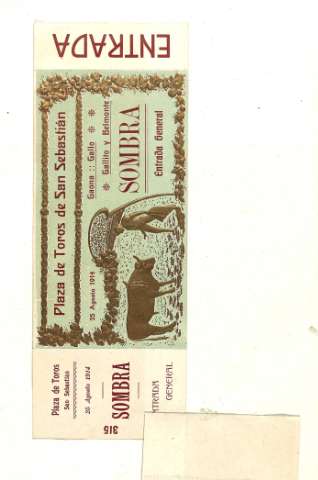 ENTRADA
Plaza de Toros de San Sebastián
Gaona :: Gallo
Gallito y Belmonte
SOMBRA
Entrada General
25 Agosto 1914
Plaza de Toros
San Sebastián
25 Agosto 1914
SOMBRA
315
NTRADA
GENERAL